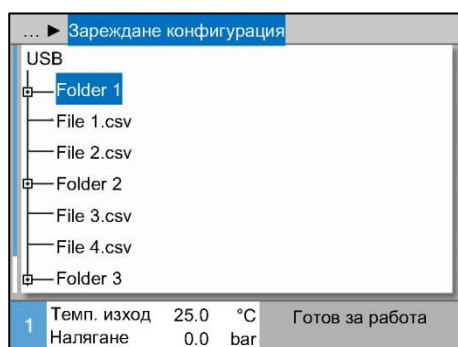 ... ► Зареждане конфигурация
USB
Folder 1
File 1.csv
File 2.csv
Folder 2
File 3.csv
File 4.csv
Folder 3
1 Темп. изход 25.0 °C Готов за работа
Налягане 0.0 bar